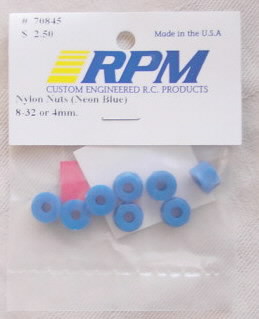 # 70845
$ 2.50
Made in the U.S.A
RPM
CUSTOM ENGINEERED R.C. PRODUCTS
Nylon Nuts (Neon Blue)
8-32 or 4mm.